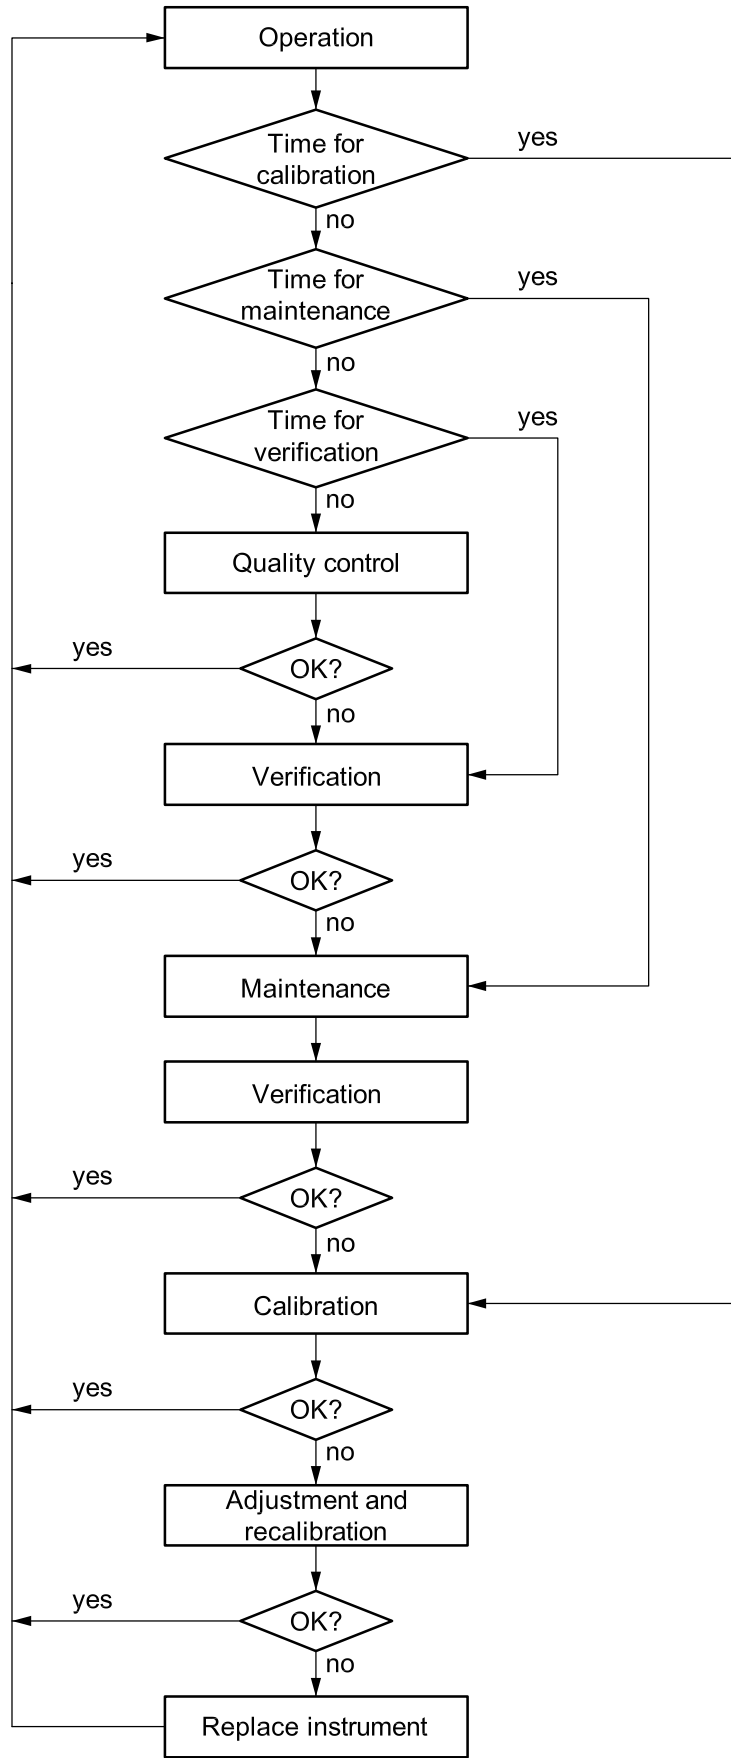 Operation
Time for
calibration
yes
no
Time for
maintenance
yes
no
Time for
verification
yes
no
Quality control
OK?
yes
no
Verification
OK?
yes
no
Maintenance
Verification
OK?
yes
no
Calibration
OK?
yes
no
Adjustment and
recalibration
OK?
yes
no
Replace instrument